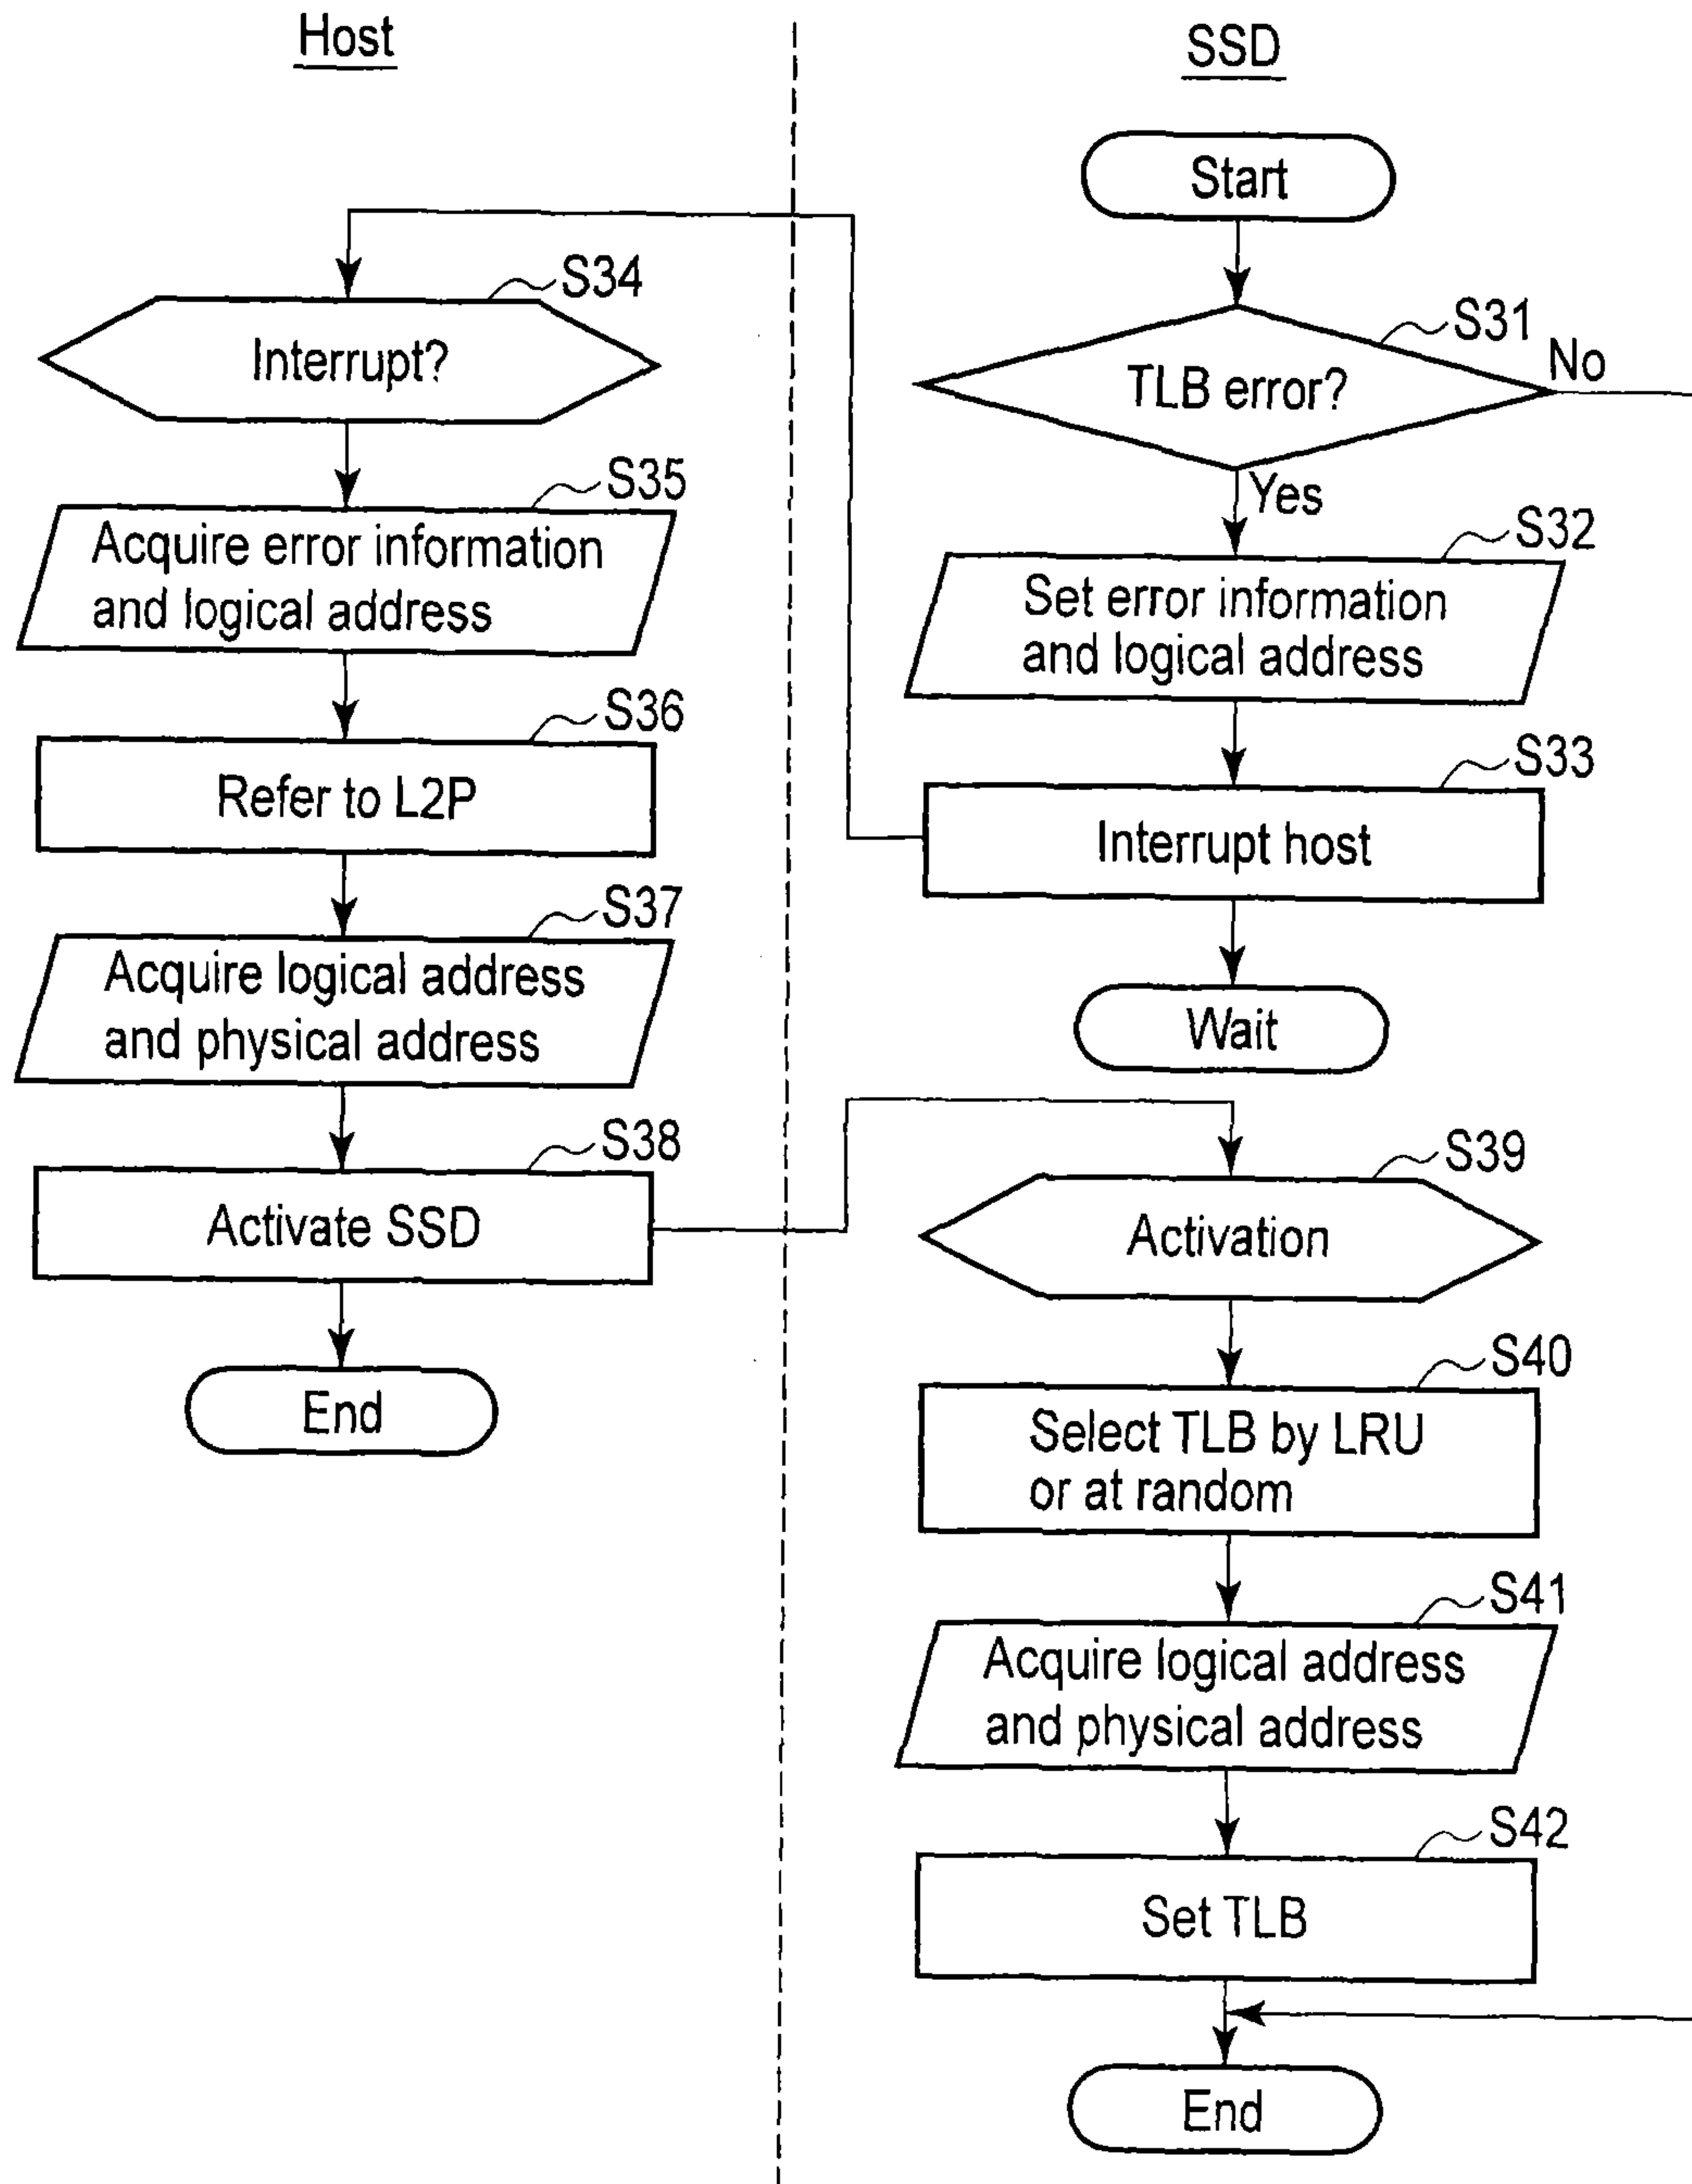 Host
S34
Interrupt?
S35
Acquire error information
and logical address
S36
Refer to L2P
S37
Acquire logical address
and physical address
S38
Activate SSD
End
SSD
Start
S31
TLB error?
No
Yes
S32
Set error information
and logical address
S33
Interrupt host
Wait
S39
Activation
S40
Select TLB by LRU
or at random
S41
Acquire logical address
and physical address
S42
Set TLB
End